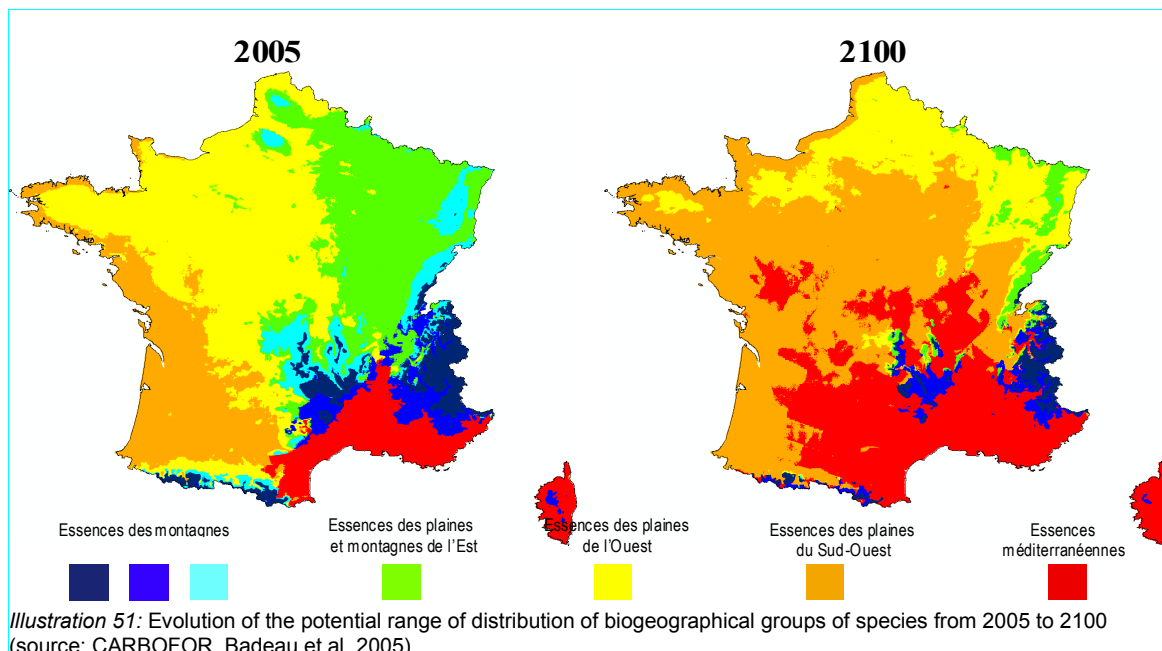 2005
2100
Essences des montagnes
Essences des plaines
et montagnes de l'Est
Essences des plaines
de l'Ouest
Essences des plaines
du Sud-Ouest
Essences
méditerranéennes
Illustration 51: Evolution of the potential range of distribution of biogeographical groups of species from 2005 to 2100
(source: CARBOFOR, Badeau et al. 2005)